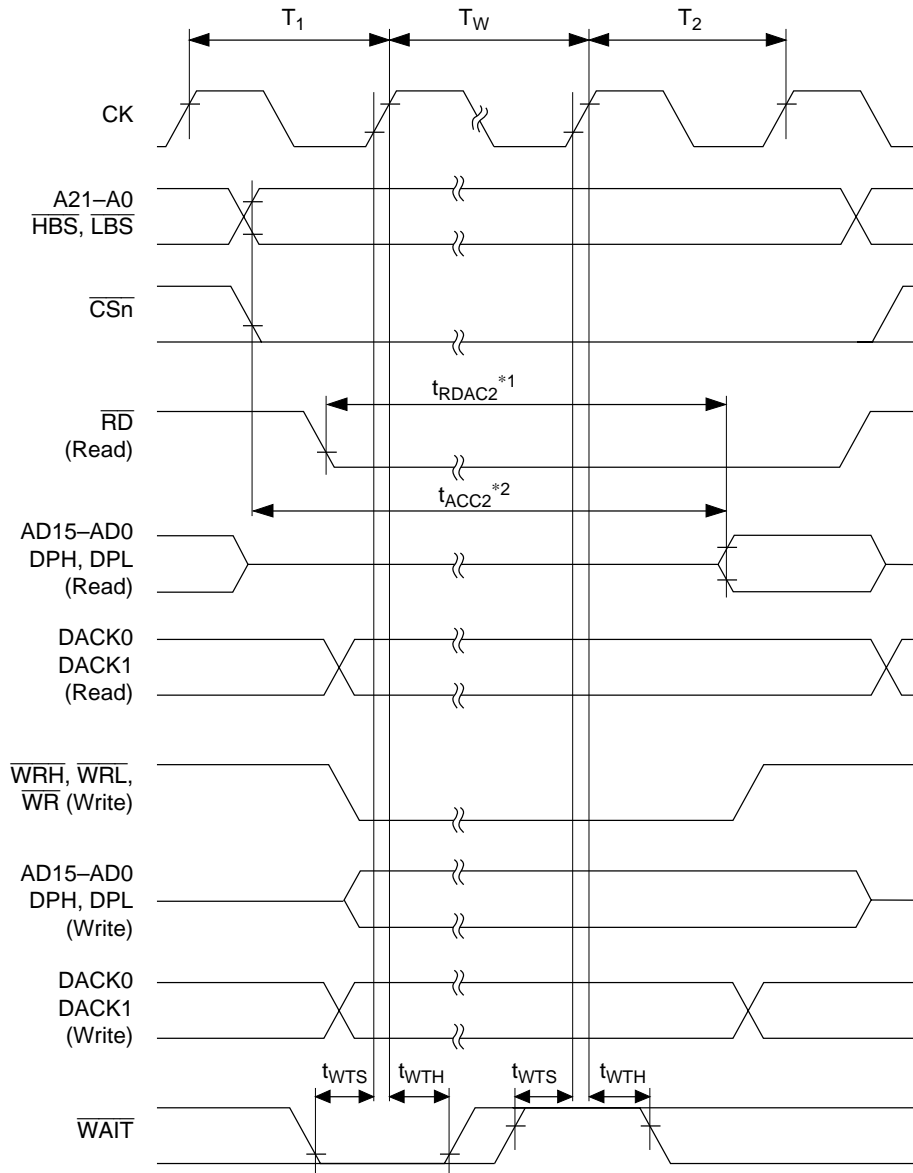 T1
TW
T2
CK
A21–A0
HBS, LBS
CSn
tRDAC2*1
RD
(Read)
tACC2*2
AD15–AD0
DPH, DPL
(Read)
DACK0
DACK1
(Read)
WRH, WRL,
WR (Write)
AD15–AD0
DPH, DPL
(Write)
DACK0
DACK1
(Write)
tWTS
tWTH
tWTS
tWTH
WAIT